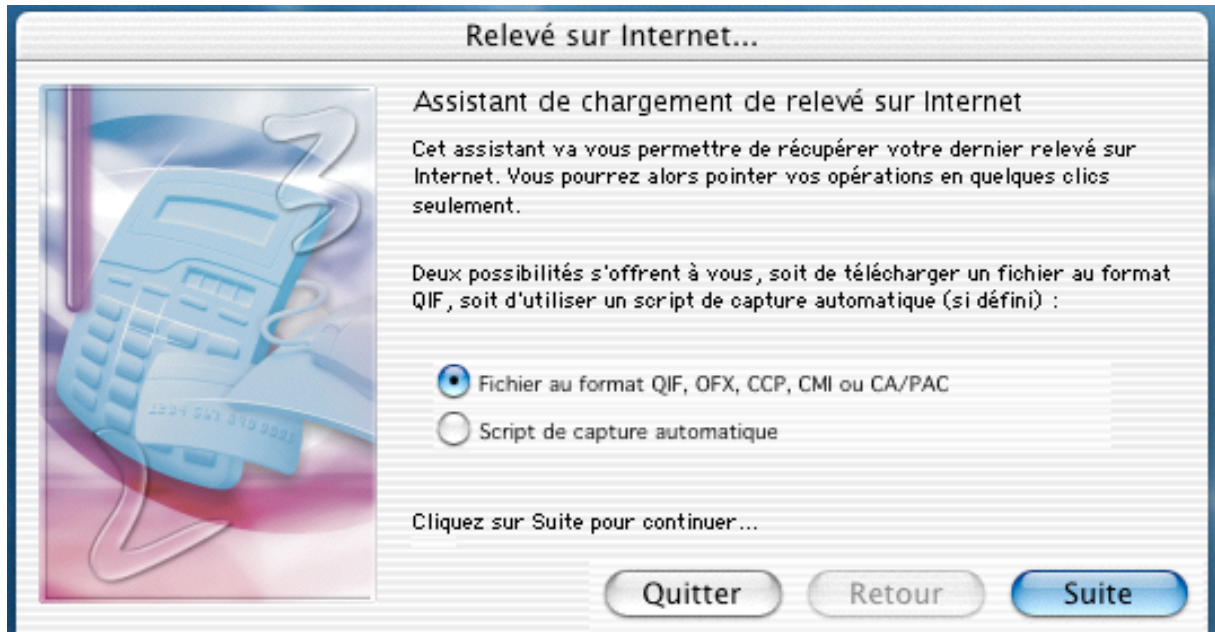 Relevé sur Internet...
Assistant de chargement de relevé sur Internet
Cet assistant va vous permettre de récupérer votre dernier relevé sur
Internet. Vous pourrez alors pointer vos opérations en quelques clics
seulement.
Deux possibilités s'offrent à vous, soit de télécharger un fichier au format
QIF, soit d'utiliser un script de capture automatique (si défini) :
Fichier au format QIF, OFX, CCP, CMI ou CA/PAC
Script de capture automatique
Cliquez sur Suite pour continuer...
Quitter
Retour
Suite